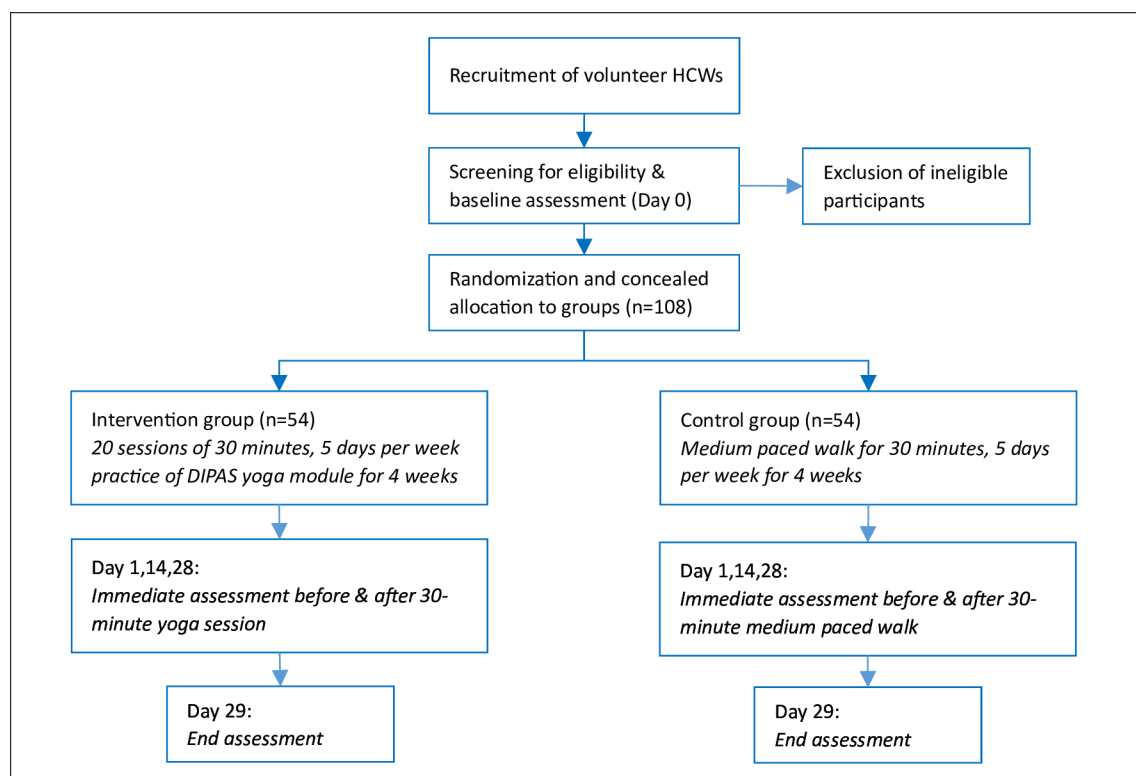 Recruitment of volunteer HCWs
Screening for eligibility &
baseline assessment (Day 0)
Exclusion of ineligible
participants
Randomization and concealed
allocation to groups (n=108)
Intervention group (n=54)
20 sessions of 30 minutes, 5 days per week
practice of DIPAS yoga module for 4 weeks
Control group (n=54)
Medium paced walk for 30 minutes, 5 days
per week for 4 weeks
Day 1,14,28:
Immediate assessment before & after 30-
minute yoga session
Day 1,14,28:
Immediate assessment before & after 30-
minute medium paced walk
Day 29:
End assessment
Day 29:
End assessment